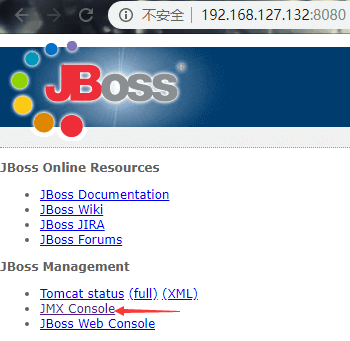 不安全 | 192.168.127.132:8080
JBoss
JBoss Online Resources
JBoss Documentation
JBoss Wiki
JBoss JIRA
JBoss Forums
JBoss Management
Tomcat status (full) (XML)
JMX Console
JBoss Web Console